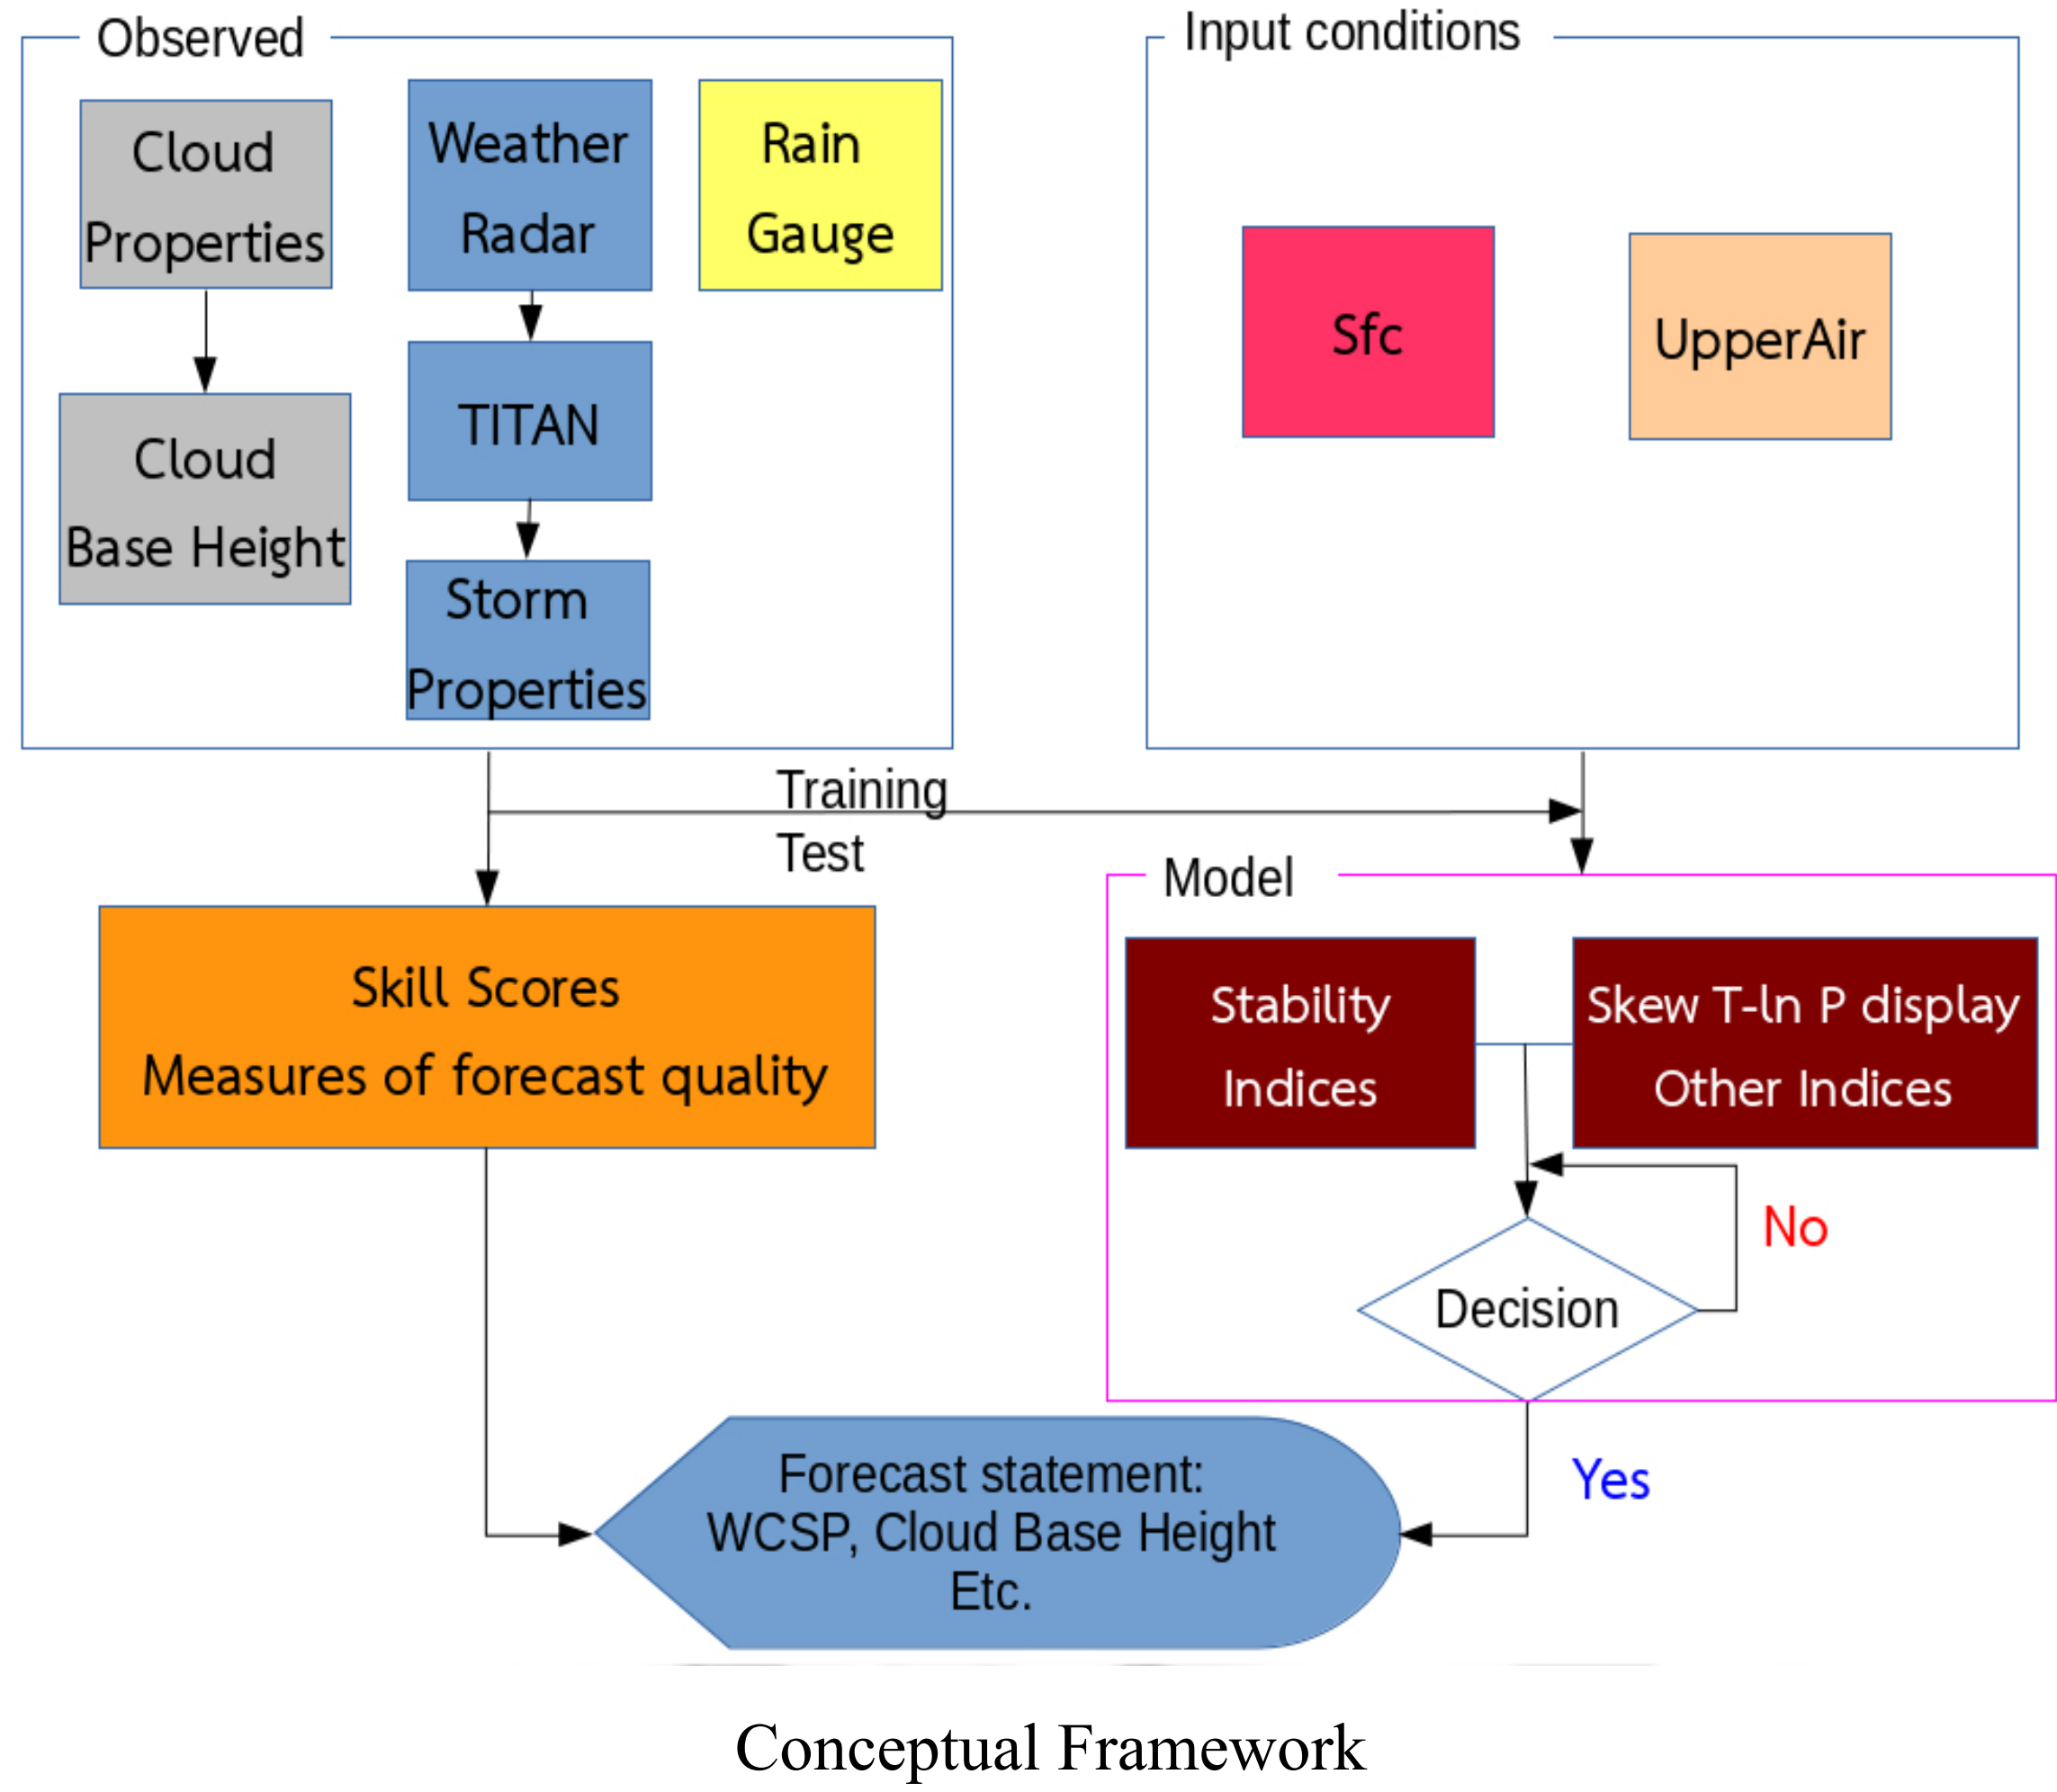 Observed
Cloud
Properties
Cloud
Base Height
Weather
Radar
TITAN
Storm
Properties
Rain
Gauge
Input conditions
Sfc
UpperAir
Training
Test
Skill Scores
Measures of forecast quality
Model
Stability
Indices
Skew T-ln P display
Other Indices
Decision
No
Yes
Forecast statement:
WCSP, Cloud Base Height
Etc.
Conceptual Framework